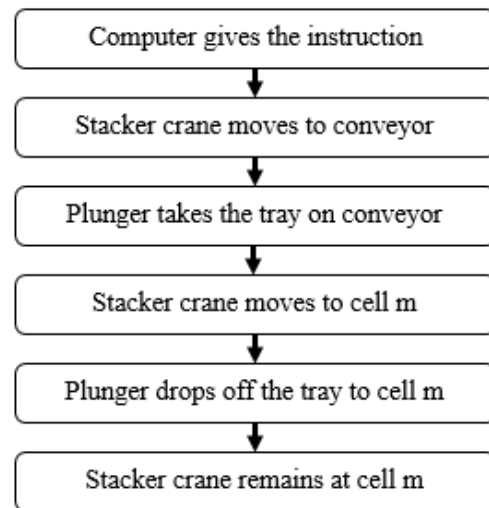 Computer gives the instruction
Stacker crane moves to conveyor
Plunger takes the tray on conveyor
Stacker crane moves to cell m
Plunger drops off the tray to cell m
Stacker crane remains at cell m